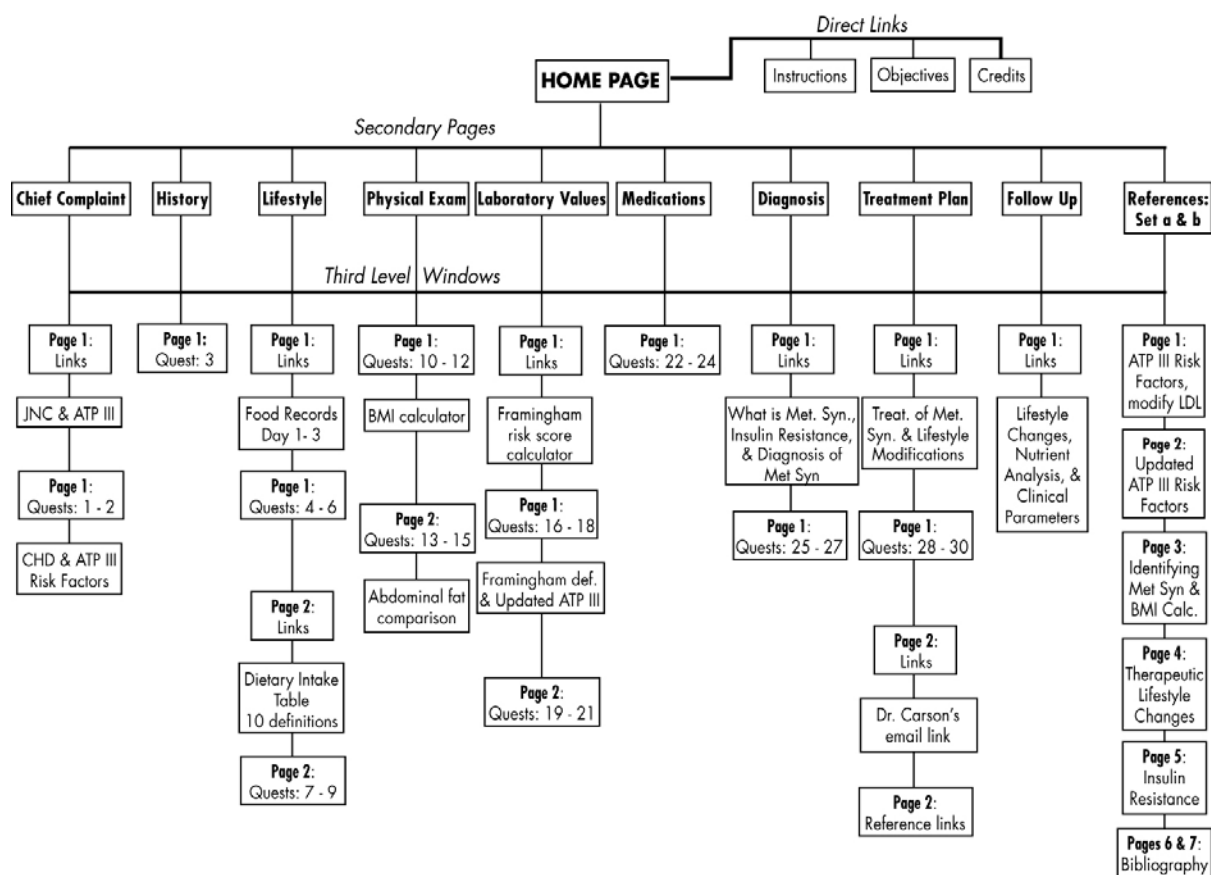 Direct Links
HOME PAGE
Instructions
Objectives
Credits
Secondary Pages
Chief Complaint
History
Lifestyle
Physical Exam
Laboratory Values
Medications
Diagnosis
Treatment Plan
Follow Up
References:
Set a & b
Third Level Windows
Page 1:
Links
JNC & ATP III
Page 1:
Quests: 1 - 2
CHD & ATP III
Risk Factors
Page 1:
Quest: 3
Page 1:
Links
Food Records
Day 1- 3
Page 1:
Quests: 4 - 6
Page 2:
Links
Dietary Intake
Table
10 definitions
Page 2:
Quests: 7 - 9
Page 1:
Quests: 10 - 12
BMI calculator
Page 2:
Quests: 13 - 15
Abdominal fat
comparison
Page 1:
Links
Framingham
risk score
calculator
Page 1:
Quests: 16 - 18
Framingham def.
& Updated ATP III
Page 2:
Quests: 19 - 21
Page 1:
Quests: 22 - 24
Page 1:
Links
What is Met. Syn.,
Insulin Resistance,
& Diagnosis of
Met Syn
Page 1:
Quests: 25 - 27
Page 1:
Links
Treat. of Met.
Syn. & Lifestyle
Modifications
Page 1:
Quests: 28 - 30
Page 2:
Links
Dr. Carson's
email link
Page 2:
Reference links
Page 1:
Links
Lifestyle
Changes,
Nutrient
Analysis, &
Clinical
Parameters
Page 1:
ATP III Risk
Factors,
modify LDL
Page 2:
Updated
ATP III Risk
Factors
Page 3:
Identifying
Met Syn &
BMI Calc.
Page 4:
Therapeutic
Lifestyle
Changes
Page 5:
Insulin
Resistance
Pages 6 & 7:
Bibliography